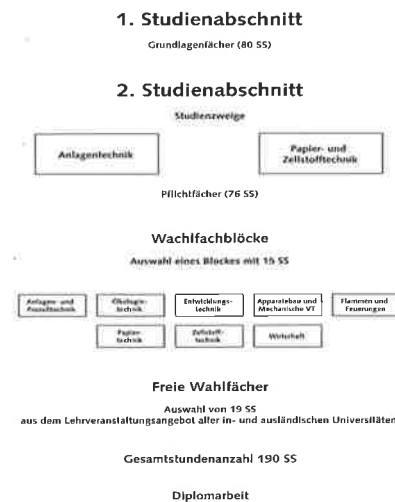 1. Studienabschnitt
Grundlagenfächer (80 SS)
2. Studienabschnitt
Studienzweige
Anlagentechnik
Papier- und
Zellstofftechnik
Pflichtfächer (76 SS)
Wachlfachblöcke
Auswahl eines Blockes mit 15 SS
Anlagen- und
Prozeßtechnik
Ökologie-
technik
Entwicklungs-
technik
Apparatebau und
Mechanische VT
Flammen und
Feuerungen
Papier-
technik
Zellstoff-
technik
Wirtschaft
Freie Wahlfächer
Auswahl von 19 SS
aus dem Lehrveranstaltungsangebot aller in- und ausländischen Universitäten
Gesamtstundenanzahl 190 SS
Diplomarbeit